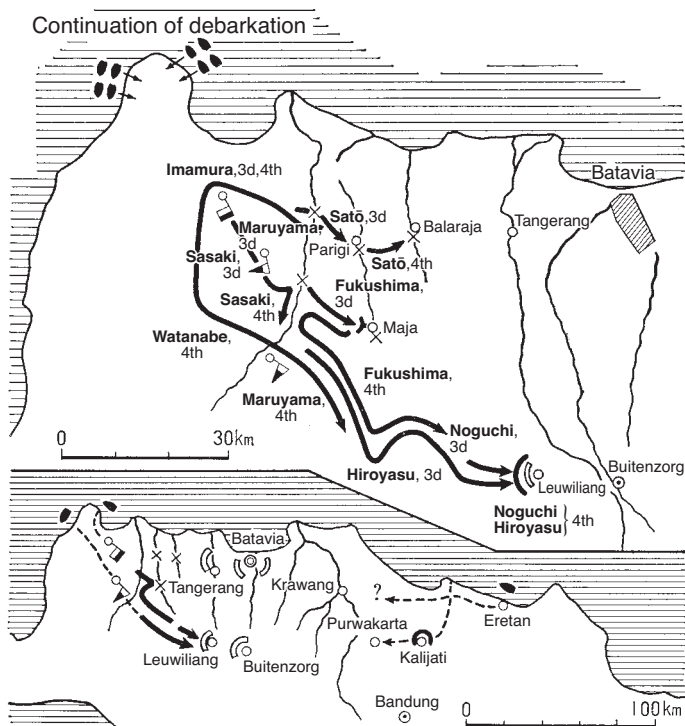 Continuation of debarkation
Batavia
Imamura, 3d, 4th
Maruyama,
3d
Satō, 3d
Balaraja
Tangerang
Parigi
Satō, 4th
Sasaki,
3d
Sasaki,
4th
Fukushima,
3d
Maja
Watanabe,
4th
Fukushima,
4th
Maruyama,
4th
Noguchi,
3d
0 30km
Hiroyasu, 3d
Leuwiliang
Buitenzorg
Noguchi
Hiroyasu } 4th
Batavia
Tangerang
Krawang
?
Eretan
Purwakarta
Leuwiliang
Buitenzorg
Kalijati
Bandung
0 100km